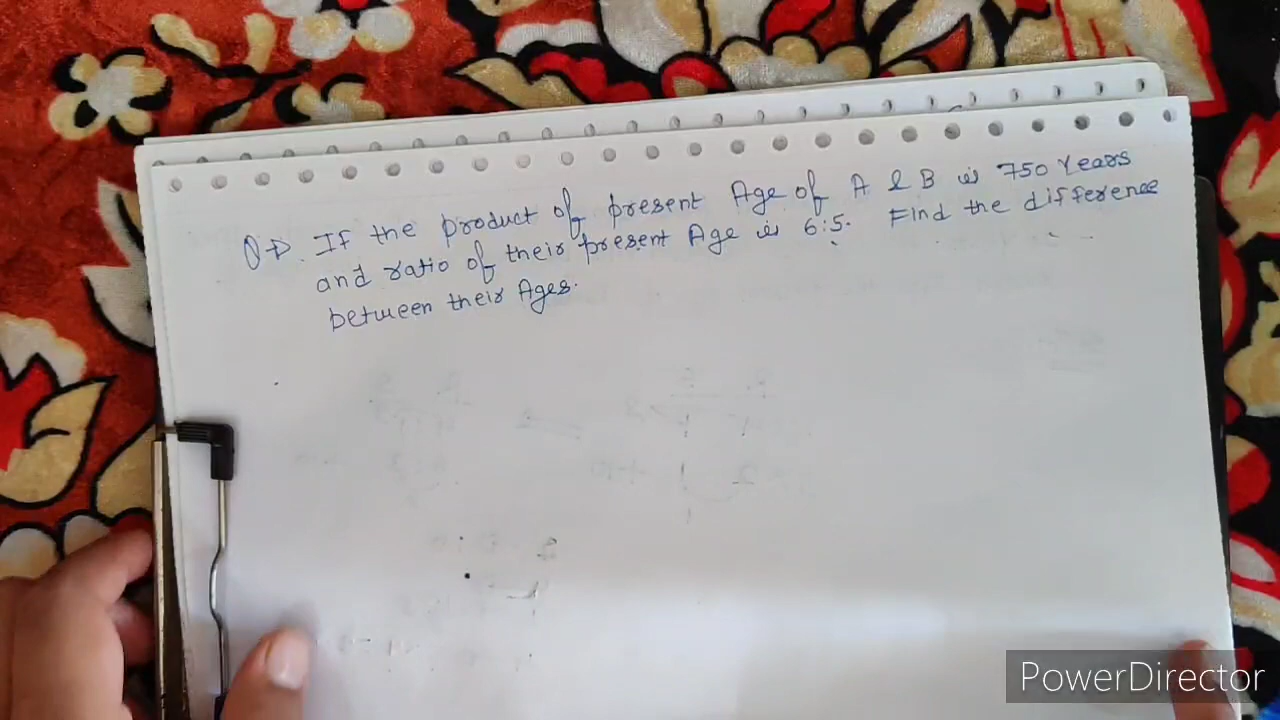 Q→. If the product of present Age of A & B is 750 Years
and ratio of their present Age is 6:5. Find the difference
between their Ages.
PowerDirector